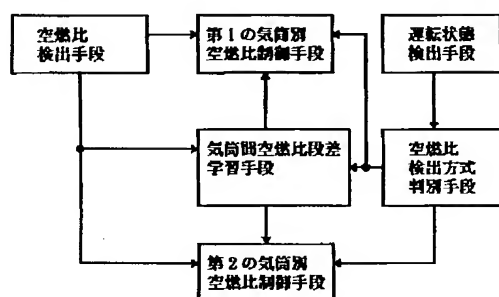 空燃比
検出手段
第1の気筒別
空燃比制御手段
運転状態
検出手段
気筒間空燃比段差
学習手段
空燃比
検出方式
判別手段
第2の気筒別
空燃比制御手段